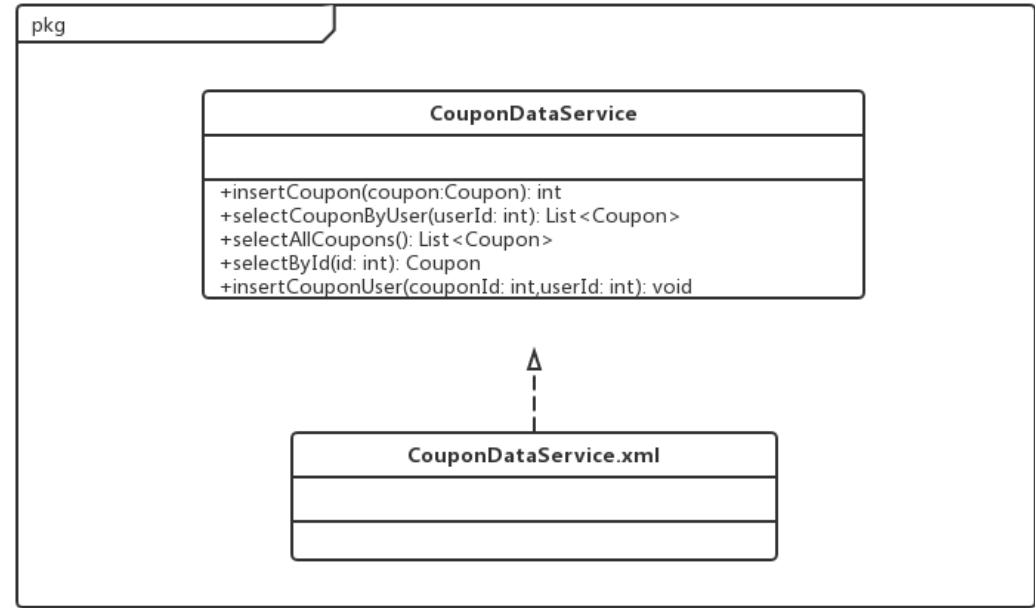 pkg
CouponDataService
+insertCoupon(coupon:Coupon): int
+selectCouponByUser(userId: int): List<Coupon>
+selectAllCoupons(): List<Coupon>
+selectById(id: int): Coupon
+insertCouponUser(couponId: int,userId: int): void
CouponDataService.xml